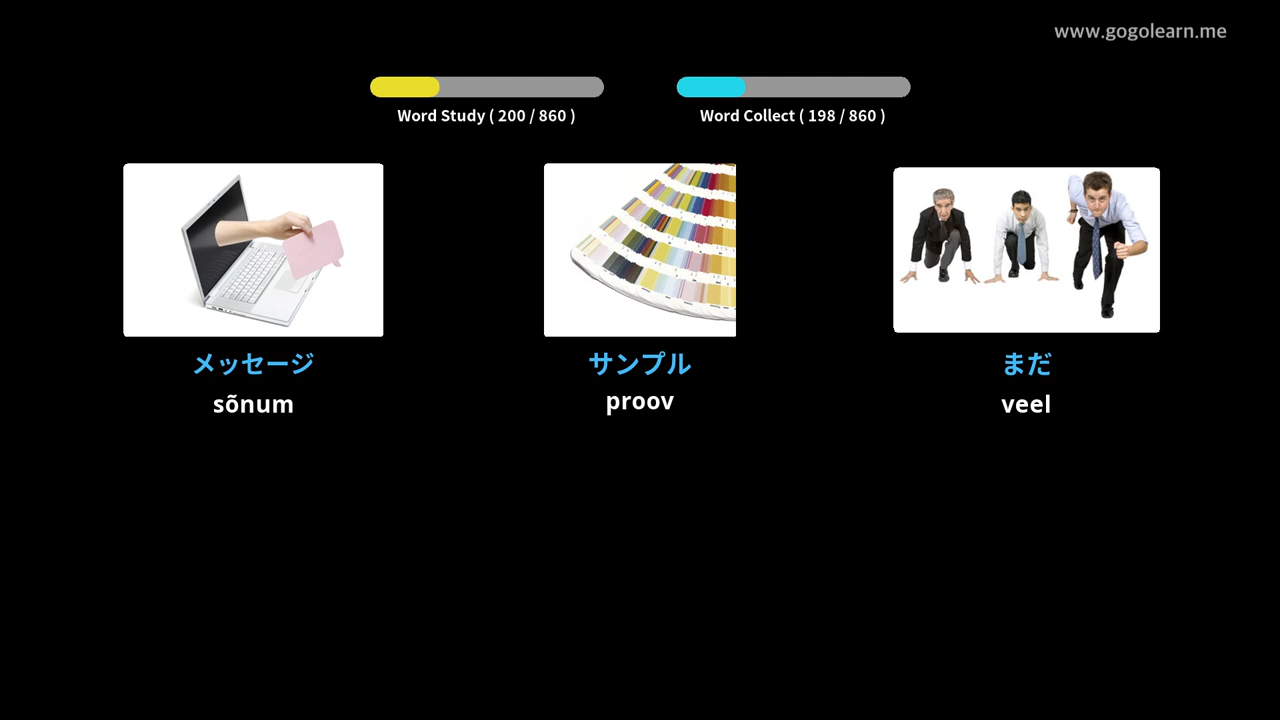 www.gogolearn.me
Word Study ( 200 / 860 )
Word Collect ( 198 / 860 )
メッセージ
サンプル
まだ
sõnum
proov
veel